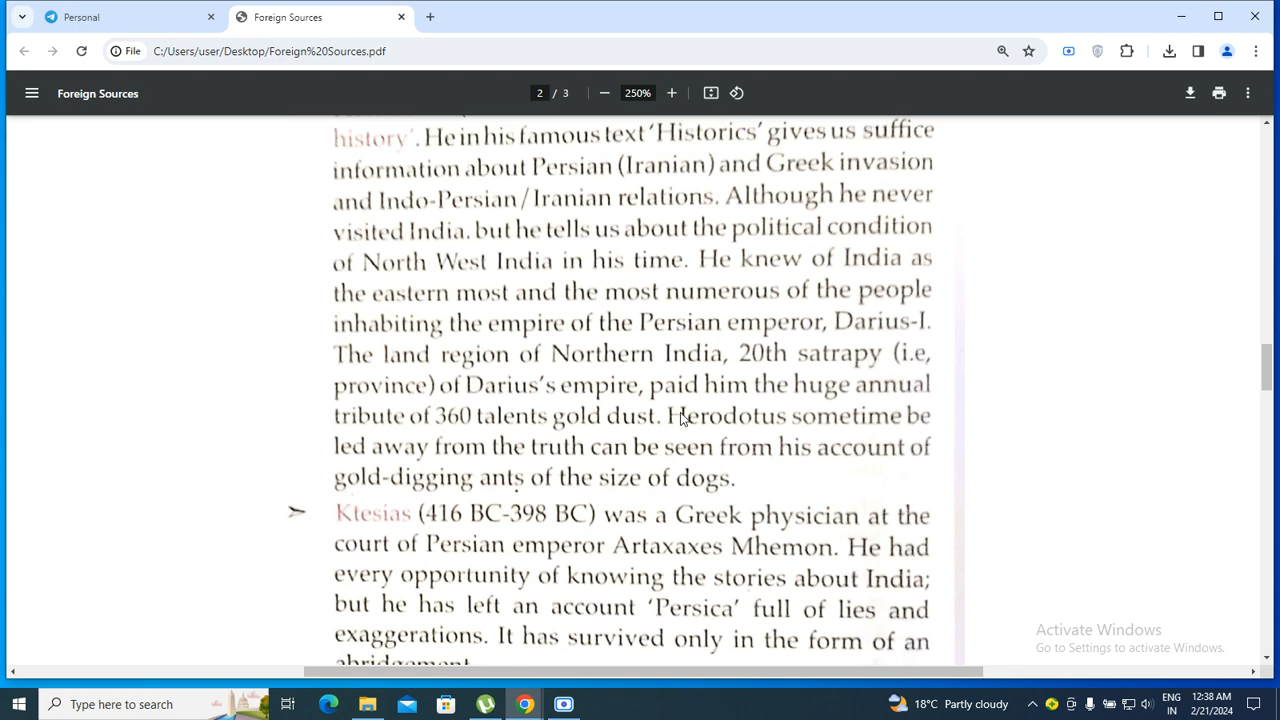 Personal
Foreign Sources
File
C:/Users/user/Desktop/Foreign%20Sources.pdf
Foreign Sources
2 / 3
250%
history'. He in his famous text 'Historics' gives us suffice
information about Persian (Iranian) and Greek invasion
and Indo-Persian/Iranian relations. Although he never
visited India, but he tells us about the political condition
of North West India in his time. He knew of India as
the eastern most and the most numerous of the people
inhabiting the empire of the Persian emperor, Darius-I.
The land region of Northern India, 20th satrapy (i.e,
province) of Darius's empire, paid him the huge annual
tribute of 360 talents gold dust. Herodotus sometime be
led away from the truth can be seen from his account of
gold-digging ants of the size of dogs.
➢ Ktesias (416 BC-398 BC) was a Greek physician at the
court of Persian emperor Artaxaxes Mhemon. He had
every opportunity of knowing the stories about India;
but he has left an account 'Persica' full of lies and
exaggerations. It has survived only in the form or an
abridgement
Activate Windows
Go to Settings to activate Windows.
Type here to search
18°C Partly cloudy
ENG
IN
12:38 AM
2/21/2024